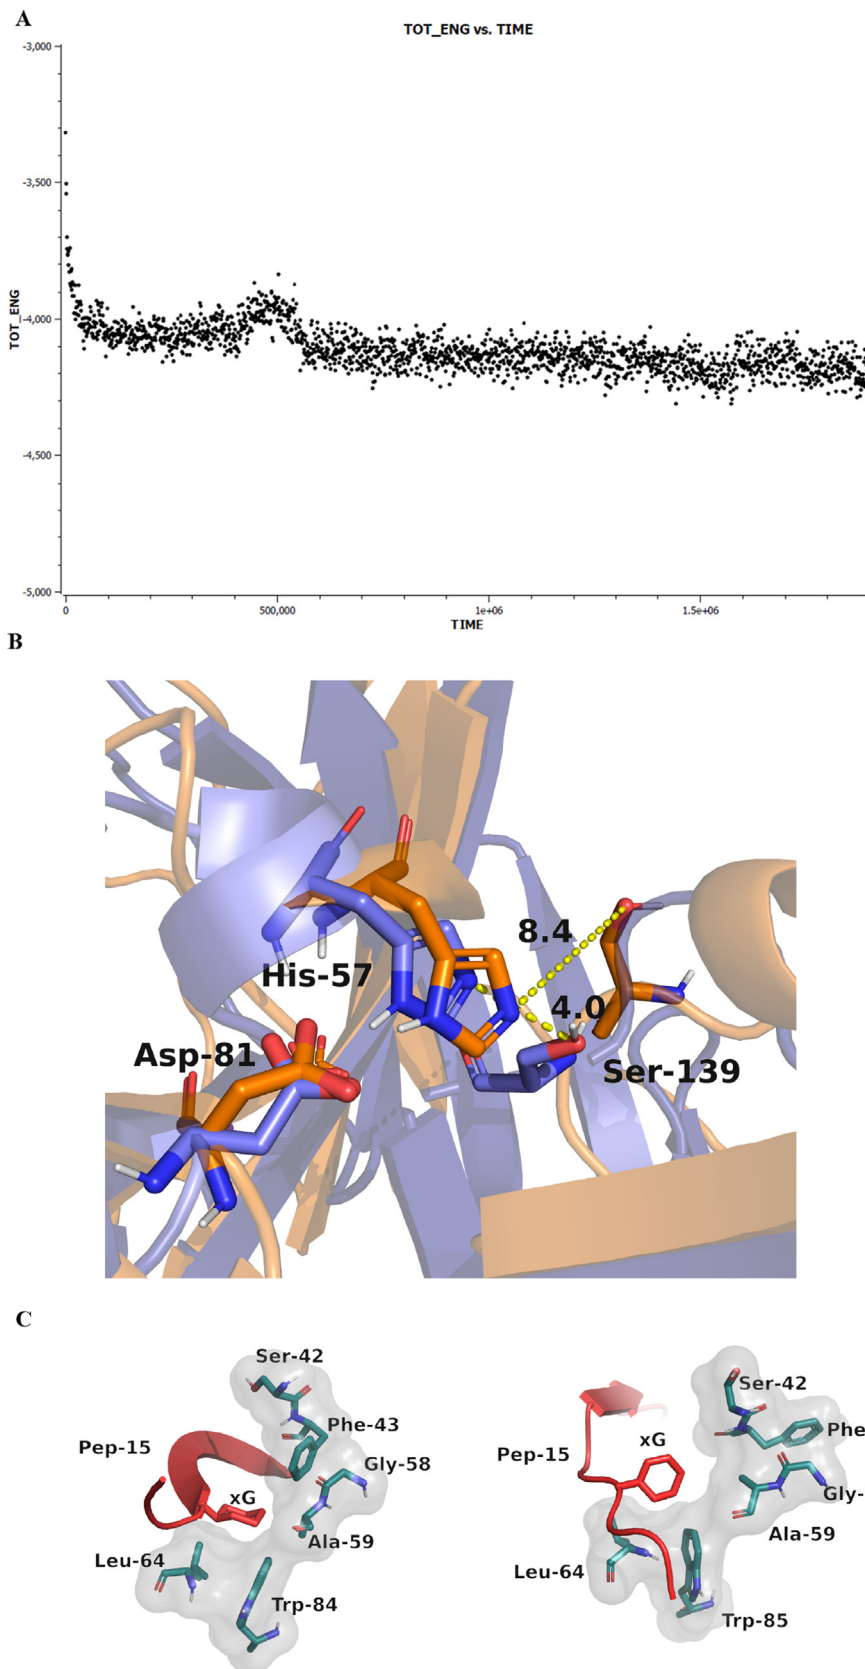 A
TOT_ENG vs. TIME
-3,000
-3,500
-4,000
-4,500
-5,000
TOT_ENG
0
500,000
1e+06
1.5e+06
TIME
B
8.4
His-57
4.0
Asp-81
Ser-139
C
Ser-42
Phe-43
Pep-15
Gly-58
xG
Ala-59
Leu-64
Trp-84
Ser-42
Phe
Pep-15
xG
Gly-
Ala-59
Leu-64
Trp-85